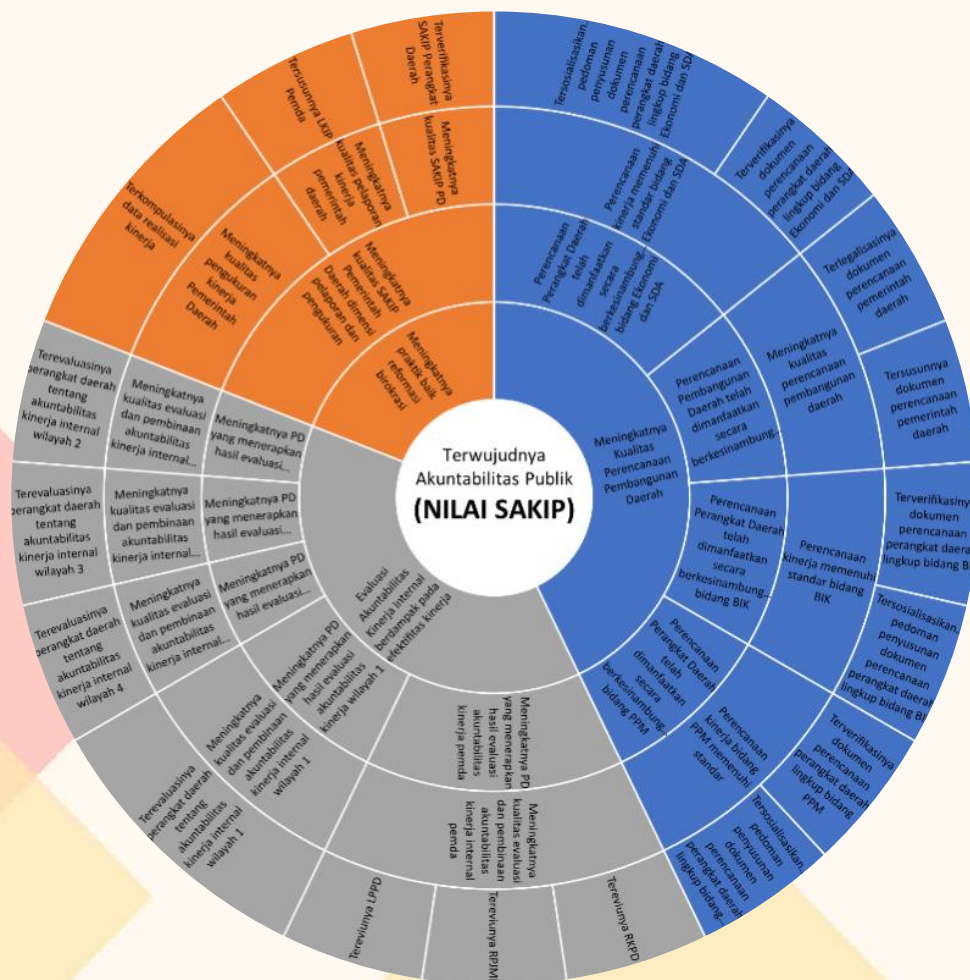 Terwujudnya
Akuntabilitas Publik
(NILAI SAKIP)
Meningkatnya
Kualitas
Perencanaan
Pembangunan
Daerah
Perencanaan
Perangkat Daerah
telah
dimanfaatkan
secara
berkesinambung...
bidang Ekonomi
dan SDA
Perencanaan
kinerja memenuhi
standar bidang
Ekonomi dan SDA
Tersosialisasikan...
pedoman
penyusunan
dokumen
perencanaan
perangkat daerah
lingkup bidang
Ekonomi dan SDA
Terverifikasinya
dokumen
perencanaan
perangkat daerah
lingkup bidang
Ekonomi dan SDA
Perencanaan
Pembangunan
Daerah telah
dimanfaatkan
secara
berkesinambung...
Meningkatnya
kualitas
perencanaan
pembangunan
daerah
Terlegalisasinya
dokumen
perencanaan
pemerintah
daerah
Tersusunnya
dokumen
perencanaan
pemerintah
daerah
Perencanaan
Perangkat Daerah
telah
dimanfaatkan
secara
berkesinambung...
bidang BIK
Perencanaan
kinerja memenuhi
standar bidang
BIK
Terverifikasinya
dokumen
perencanaan
perangkat daerah
lingkup bidang BIK
Tersosialisasikan...
pedoman
penyusunan
dokumen
perencanaan
perangkat daerah
lingkup bidang BIK
Perencanaan
Perangkat Daerah
telah
dimanfaatkan
secara
berkesinambung...
bidang PPM
Perencanaan
kinerja bidang
PPM memenuhi
standar
Terverifikasinya
dokumen
perencanaan
perangkat daerah
lingkup bidang
PPM
Tersosialisasikan...
pedoman
penyusunan
dokumen
perencanaan
perangkat daerah
lingkup bidang...
Evaluasi
Akuntabilitas
Kinerja Internal
berdampak pada
efektifitas kinerja
Meningkatnya PD
yang menerapkan
hasil evaluasi
akuntabilitas
kinerja pemda
Meningkatnya
kualitas evaluasi
dan pembinaan
akuntabilitas
kinerja internal
pemda
Tereviunya RKPD
Tereviunya RPJM
Tereviunya LPPD
Meningkatnya PD
yang menerapkan
hasil evaluasi
akuntabilitas
kinerja wilayah 1
Meningkatnya
kualitas evaluasi
dan pembinaan
akuntabilitas
kinerja internal
wilayah 1
Terevaluasinya
perangkat daerah
tentang
akuntabilitas
kinerja internal
wilayah 1
Meningkatnya PD
yang menerapkan
hasil evaluasi...
Meningkatnya
kualitas evaluasi
dan pembinaan
akuntabilitas
kinerja internal...
Terevaluasinya
perangkat daerah
tentang
akuntabilitas
kinerja internal
wilayah 4
Meningkatnya PD
yang menerapkan
hasil evaluasi...
Meningkatnya
kualitas evaluasi
dan pembinaan
akuntabilitas
kinerja internal...
Terevaluasinya
perangkat daerah
tentang
akuntabilitas
kinerja internal
wilayah 3
Meningkatnya PD
yang menerapkan
hasil evaluasi...
Meningkatnya
kualitas evaluasi
dan pembinaan
akuntabilitas
kinerja internal...
Terevaluasinya
perangkat daerah
tentang
akuntabilitas
kinerja internal
wilayah 2
Meningkatnya
praktik baik
reformasi
birokrasi
Meningkatnya
kualitas SAKIP
Pemerintah
Daerah dimensi
pelaporan dan
pengukuran
Meningkatnya
kualitas
pengukuran
kinerja
Pemerintah
Daerah
Terkompulasinya
data realisasi
kinerja
Meningkatnya
kualitas pelaporan
kinerja
pemerintah
daerah
Tersusunnya LKIP
Pemda
Meningkatnya
kualitas SAKIP PD
Terverifikasinya
SAKIP Perangkat
Daerah